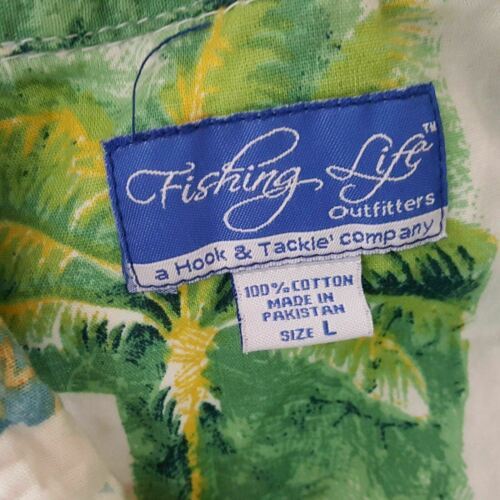 Fishing Life™
Outfitters
a Hook & Tackle' company
100% COTTON
MADE IN
PAKISTAN
SIZE L